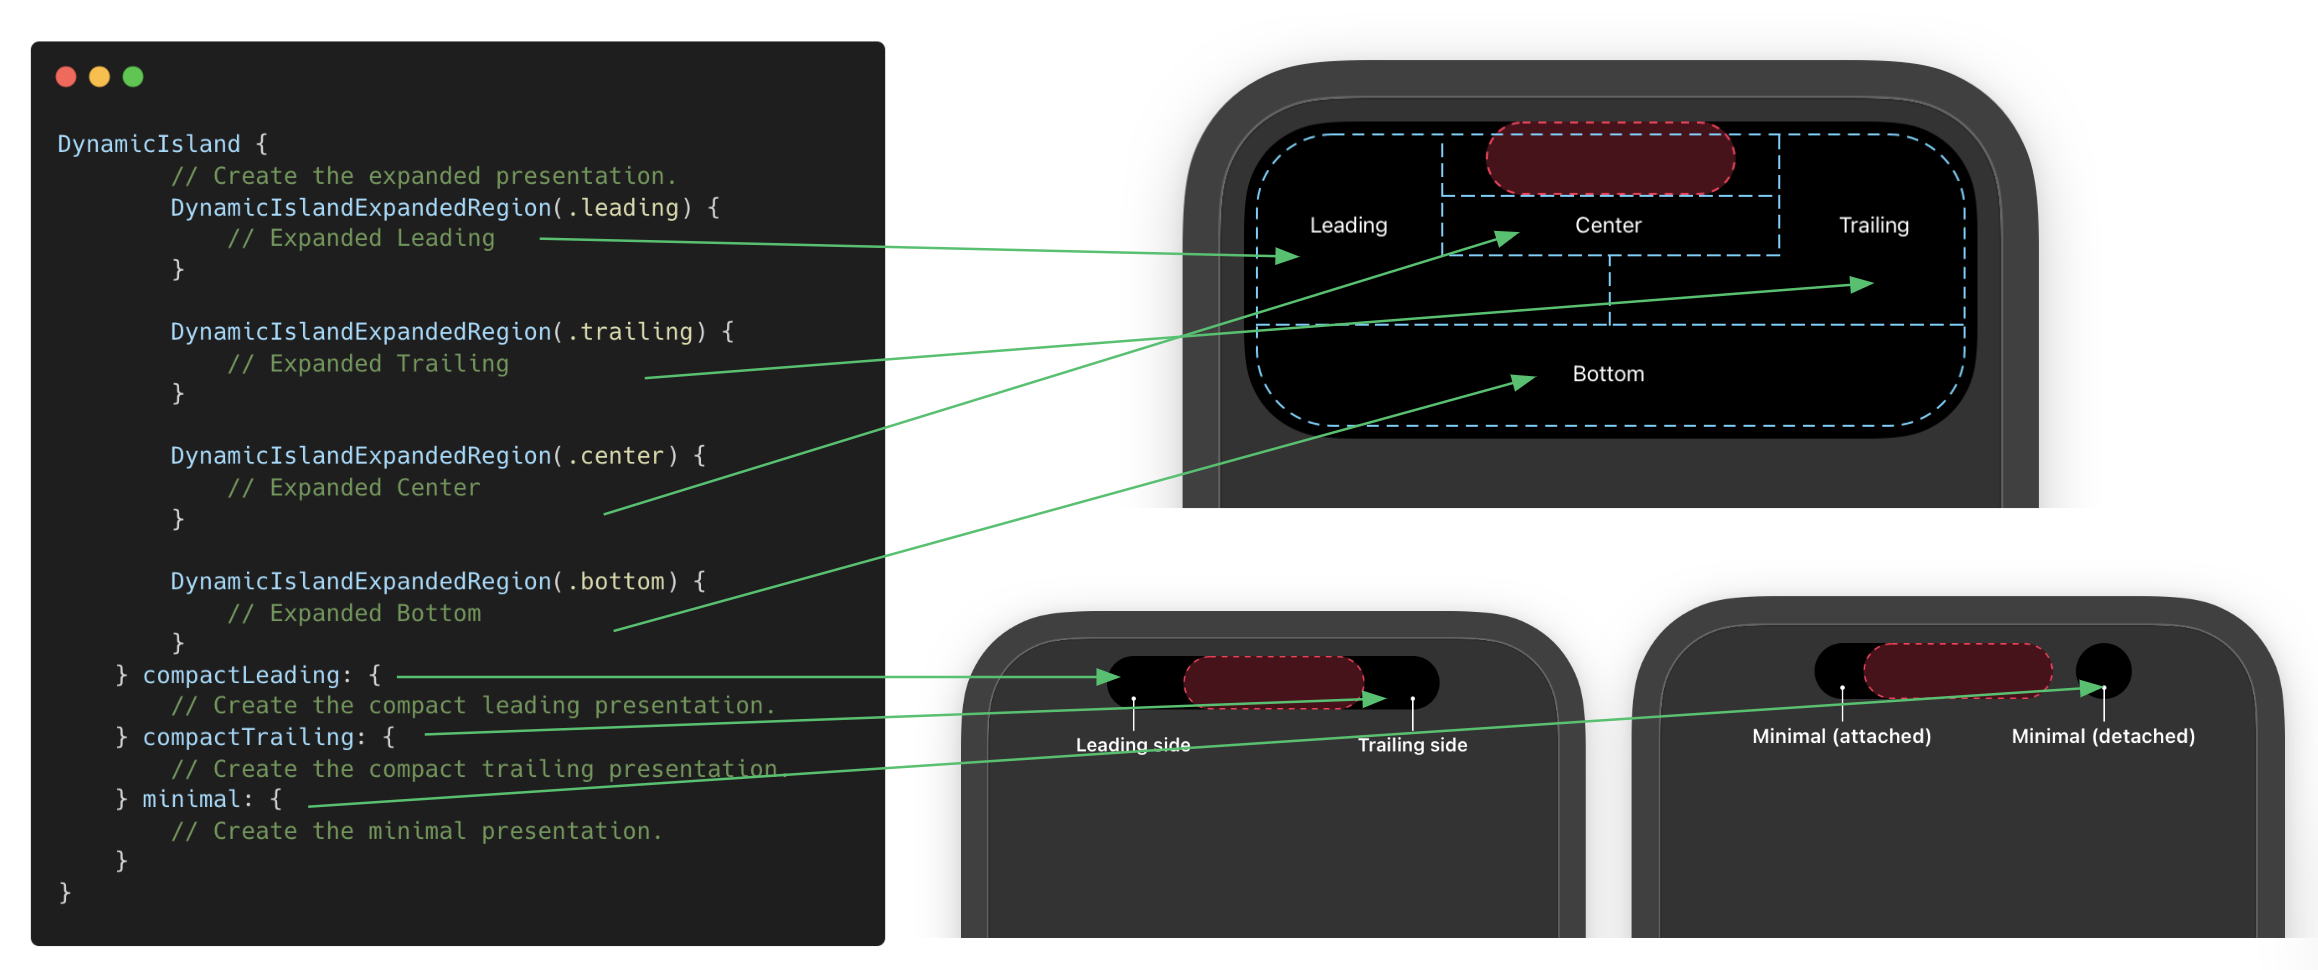 DynamicIsland {
// Create the expanded presentation.
DynamicIslandExpandedRegion(.leading) {
// Expanded Leading
}
DynamicIslandExpandedRegion(.trailing) {
// Expanded Trailing
}
DynamicIslandExpandedRegion(.center) {
// Expanded Center
}
DynamicIslandExpandedRegion(.bottom) {
// Expanded Bottom
}
} compactLeading: {
// Create the compact leading presentation.
} compactTrailing: {
// Create the compact trailing presentation.
} minimal: {
// Create the minimal presentation.
}
}
Leading
Center
Trailing
Bottom
Leading side
Trailing side
Minimal (attached)
Minimal (detached)